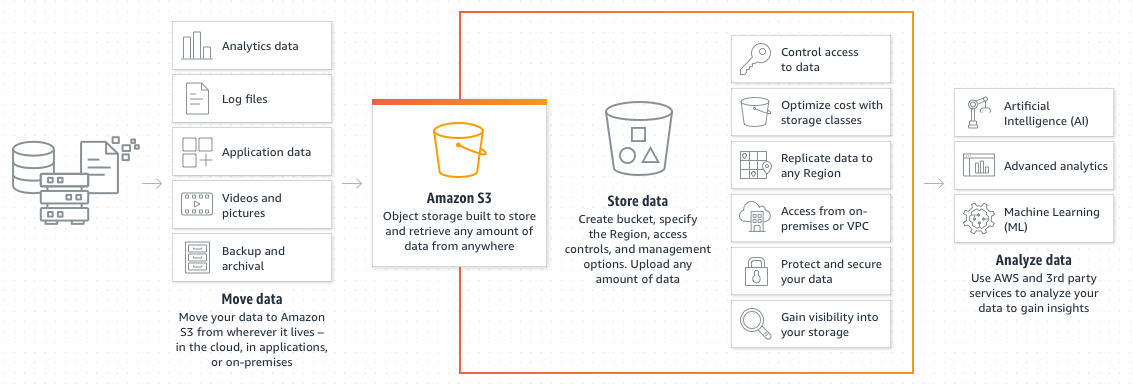 Analytics data
Log files
Application data
Videos and
pictures
Backup and
archival
Move data
Move your data to Amazon
S3 from wherever it lives –
in the cloud, in applications,
or on-premises
Amazon S3
Object storage built to store
and retrieve any amount of
data from anywhere
Store data
Create bucket, specify
the Region, access
controls, and management
options. Upload any
amount of data
Control access
to data
Optimize cost with
storage classes
Replicate data to
any Region
Access from on-
premises or VPC
Protect and secure
your data
Gain visibility into
your storage
Artificial
Intelligence (AI)
Advanced analytics
Machine Learning
(ML)
Analyze data
Use AWS and 3rd party
services to analyze your
data to gain insights